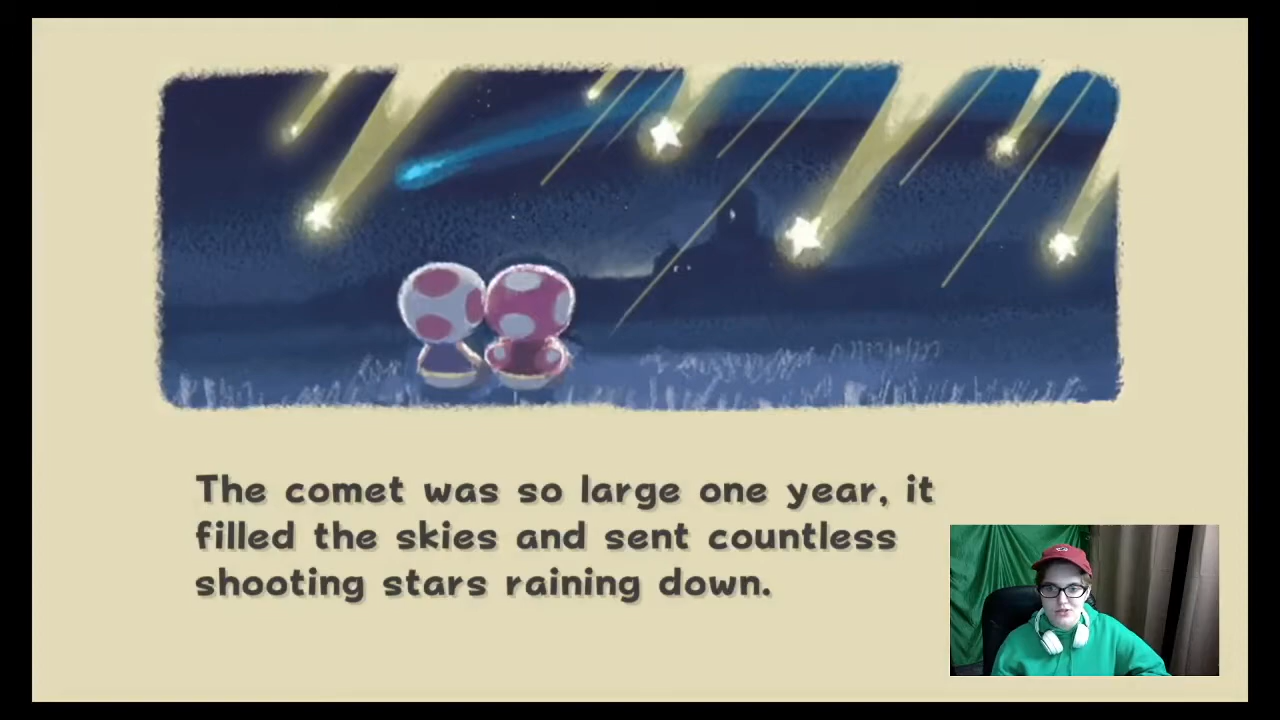 The comet was so large one year, it
filled the skies and sent countless
shooting stars raining down.